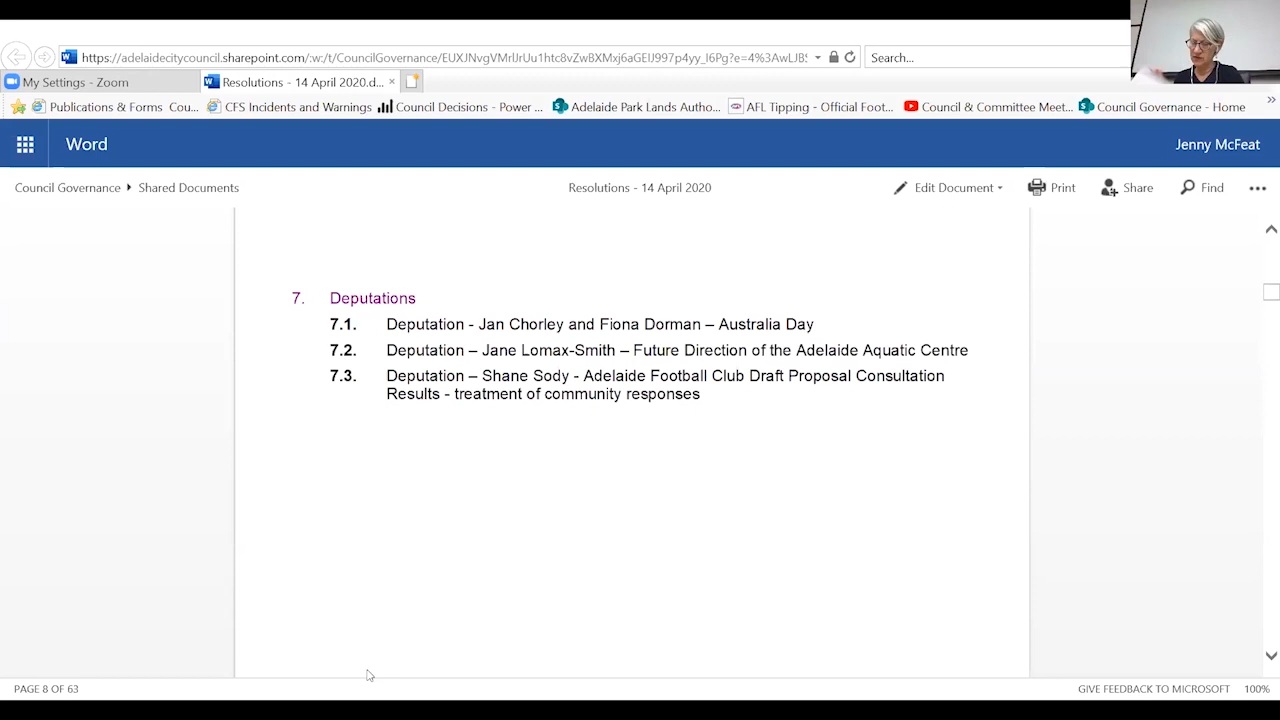 https://adelaidecitycouncil.sharepoint.com/:w:/t/CouncilGovernance/
Search...
My Settings - Zoom
Resolutions - 14 April 2020.d... ×
Publications & Forms Cou...
CFS Incidents and Warnings
Council Decisions - Power ...
Adelaide Park Lands Autho...
AFL Tipping - Official Foot...
Council & Committee Meet...
Council Governance - Home
»
Word
Jenny McFeat
Council Governance
Shared Documents
Resolutions - 14 April 2020
Edit Document
Print
Share
Find
7. Deputations
7.1. Deputation - Jan Chorley and Fiona Dorman – Australia Day
7.2. Deputation – Jane Lomax-Smith – Future Direction of the Adelaide Aquatic Centre
7.3. Deputation – Shane Sody - Adelaide Football Club Draft Proposal Consultation
Results - treatment of community responses
PAGE 8 OF 63
GIVE FEEDBACK TO MICROSOFT
100%